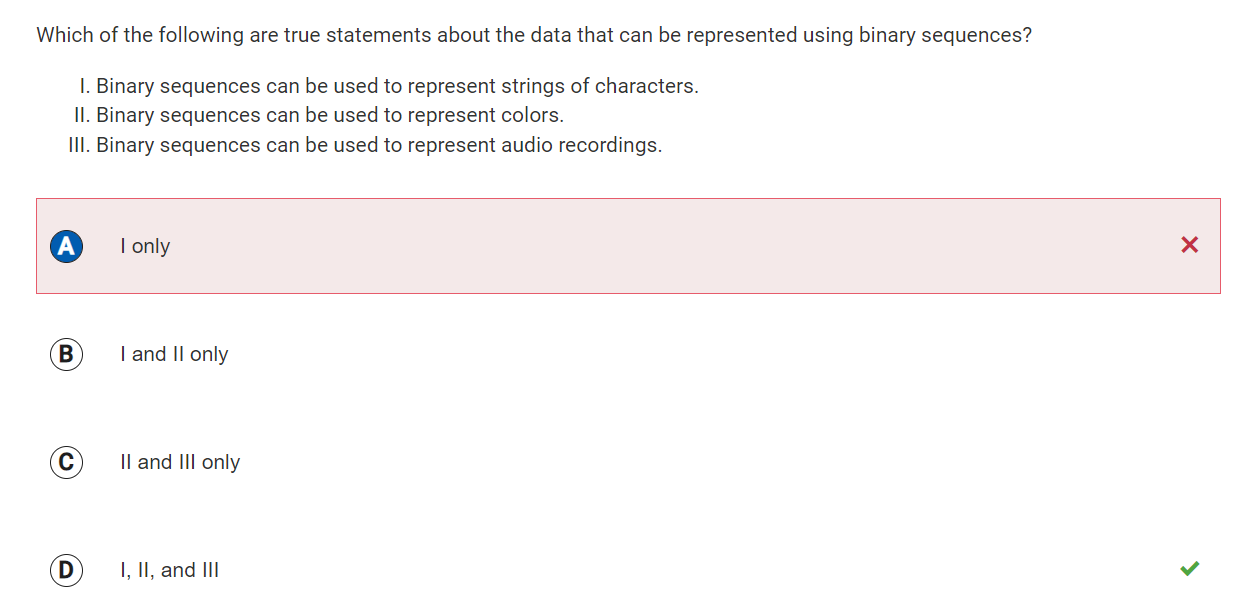 Which of the following are true statements about the data that can be represented using binary sequences?
I. Binary sequences can be used to represent strings of characters.
II. Binary sequences can be used to represent colors.
III. Binary sequences can be used to represent audio recordings.
A I only
B I and II only
C II and III only
D I, II, and III